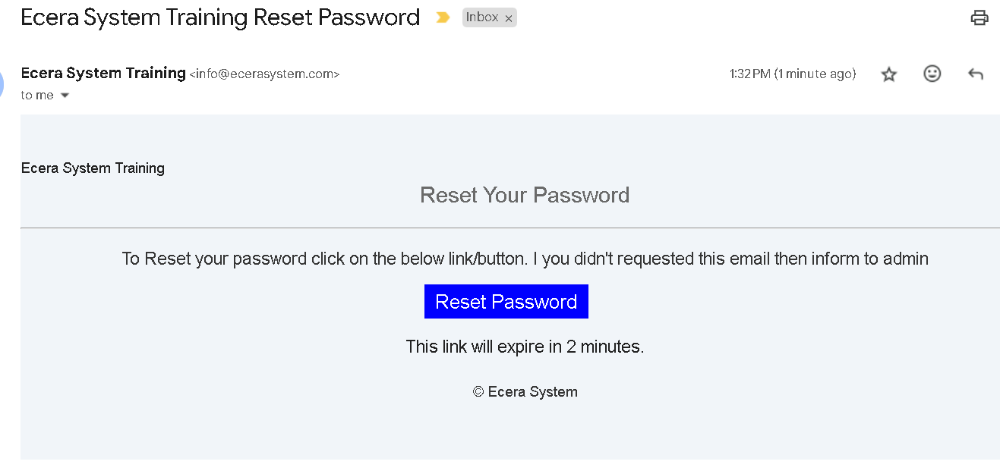 Ecera System Training Reset Password Inbox ×
Ecera System Training <info@ecerasystem.com> 1:32 PM (1 minute ago)
to me
Ecera System Training
Reset Your Password
To Reset your password click on the below link/button. I you didn't requested this email then inform to admin
Reset Password
This link will expire in 2 minutes.
© Ecera System